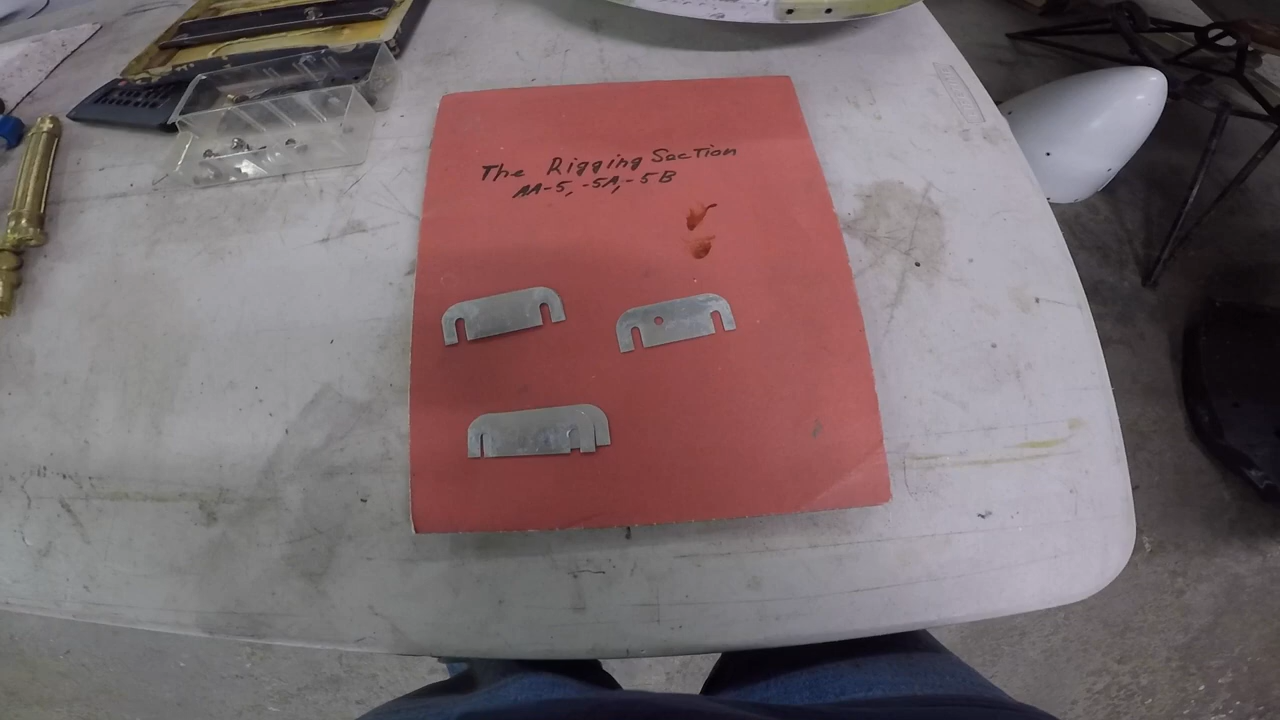 The Rigging Section
AA-5, -5A, -5B